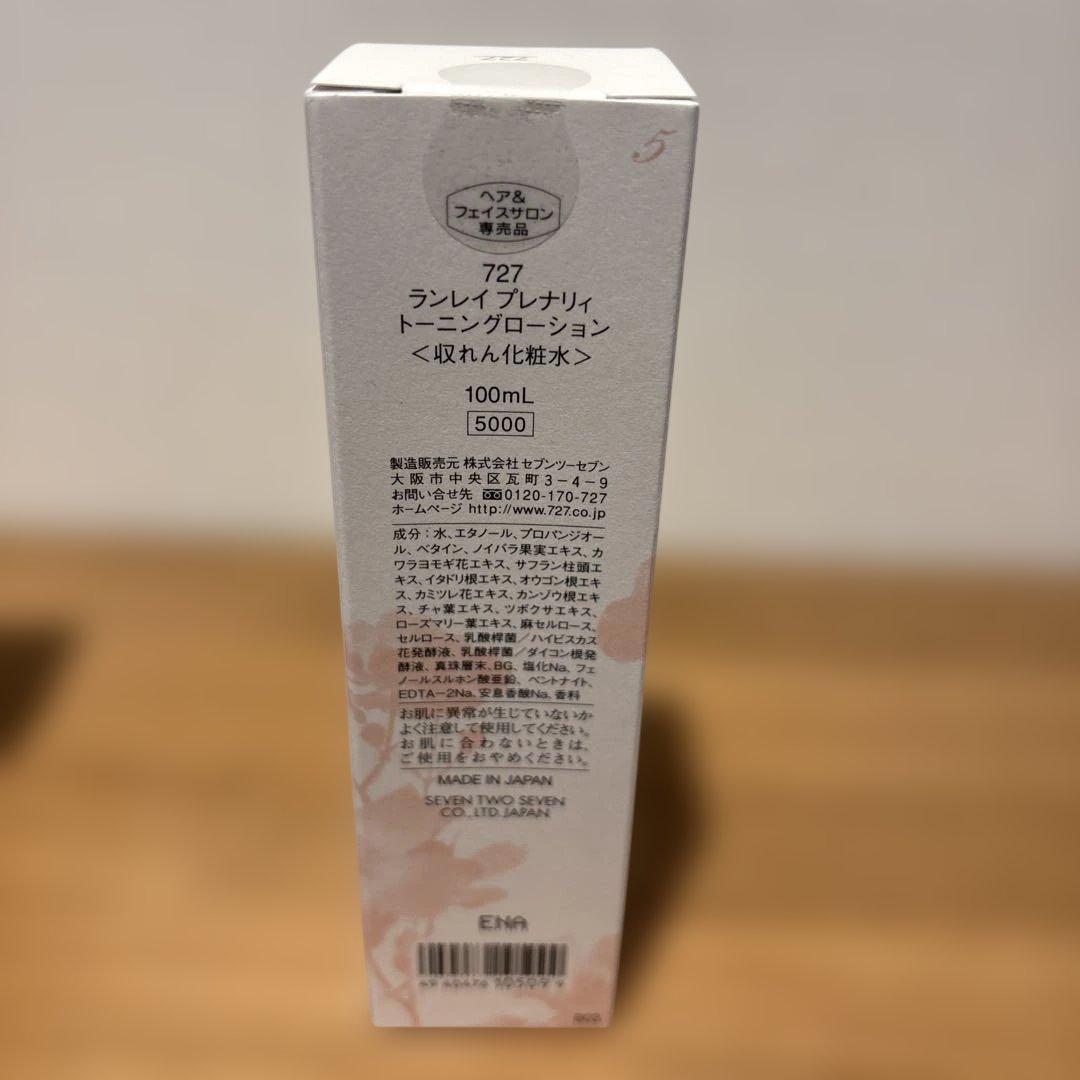 727
5
ヘア&
フェイスサロン
専売品
727
ランレイ プレナリィ
トーニングローション
<収れん化粧水>
100mL
5000
製造販売元 株式会社 セブンツーセブン
大阪市中央区瓦町3-4-9
お問い合せ先 0120-170-727
ホームページ http://www.727.co.jp
成分:水、エタノール、プロパンジオー
ル、ベタイン、ノイバラ果実エキス、カ
ワラヨモギ花エキス、サフラン柱頭エ
キス、イタドリ根エキス、オウゴン根エキ
ス、カミツレ花エキス、カンゾウ根エキ
ス、チャ葉エキス、ツボクサエキス、
ローズマリー葉エキス、麻セルロース、
セルロース、乳酸桿菌/ハイビスカス
花発酵液、乳酸桿菌/ダイコン根発
酵液、真珠層末、BG、塩化Na、フェ
ノールスルホン酸亜鉛、ベントナイト、
EDTA-2Na、安息香酸Na、香料
お肌に異常が生じていないか
よく注意して使用してください。
お肌に合わないときは、
ご使用をおやめください。
MADE IN JAPAN
SEVEN TWO SEVEN
CO.,LTD.JAPAN
ENA